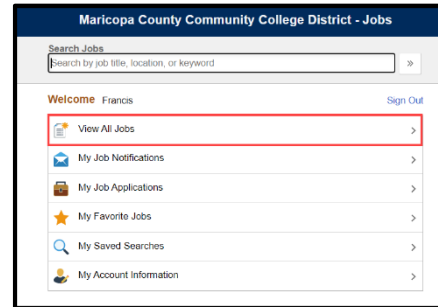 Maricopa County Community College District - Jobs
Search Jobs
Search by job title, location, or keyword
»
Welcome Francis Sign Out
View All Jobs
My Job Notifications
My Job Applications
My Favorite Jobs
My Saved Searches
My Account Information